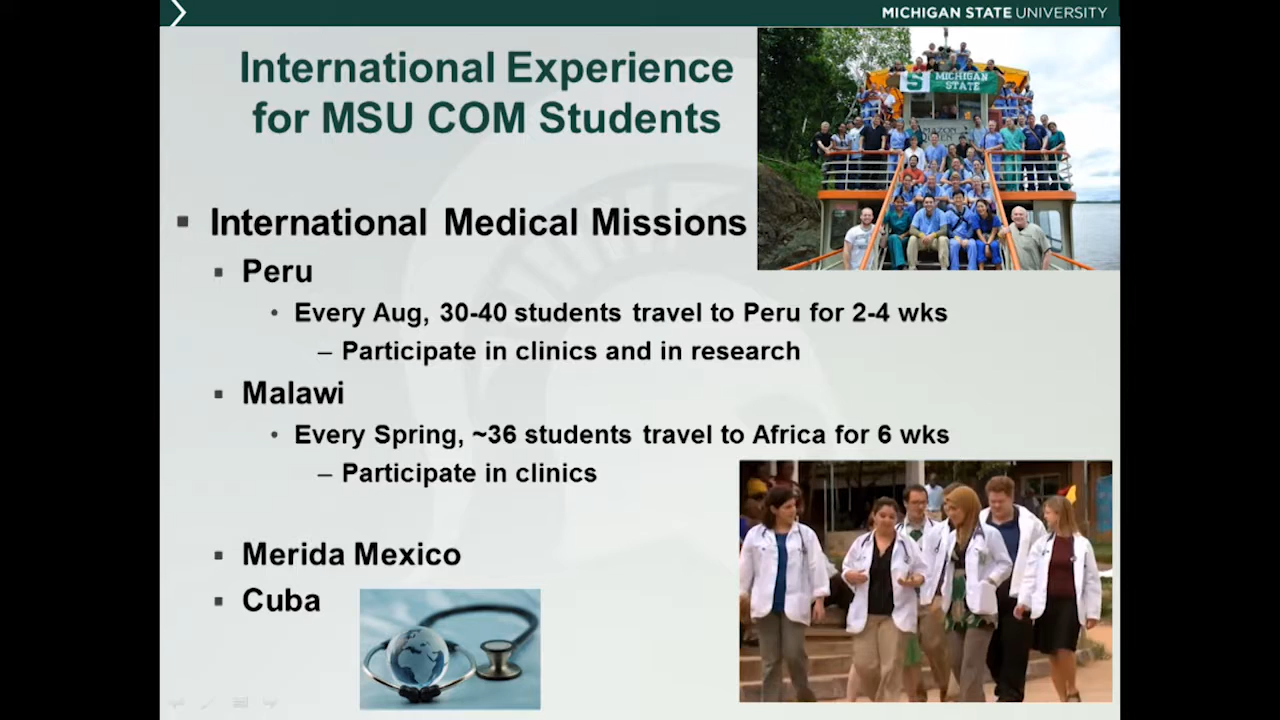 MICHIGAN STATE UNIVERSITY
International Experience
for MSU COM Students
MICHIGAN
S STATE
▪ International Medical Missions
▪ Peru
• Every Aug, 30-40 students travel to Peru for 2-4 wks
– Participate in clinics and in research
▪ Malawi
• Every Spring, ~36 students travel to Africa for 6 wks
– Participate in clinics
▪ Merida Mexico
▪ Cuba